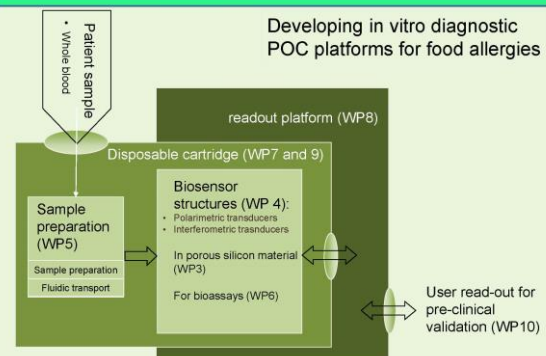 Developing in vitro diagnostic
POC platforms for food allergies
Patient sample
• Whole blood
readout platform (WP8)
Disposable cartridge (WP7 and 9)
Sample
preparation
(WP5)
Sample preparation
Fluidic transport
Biosensor
structures (WP 4):
• Polarimetric transducers
• Interferometric trasnducers
In porous silicon material
(WP3)
For bioassays (WP6)
User read-out for
pre-clinical
validation (WP10)